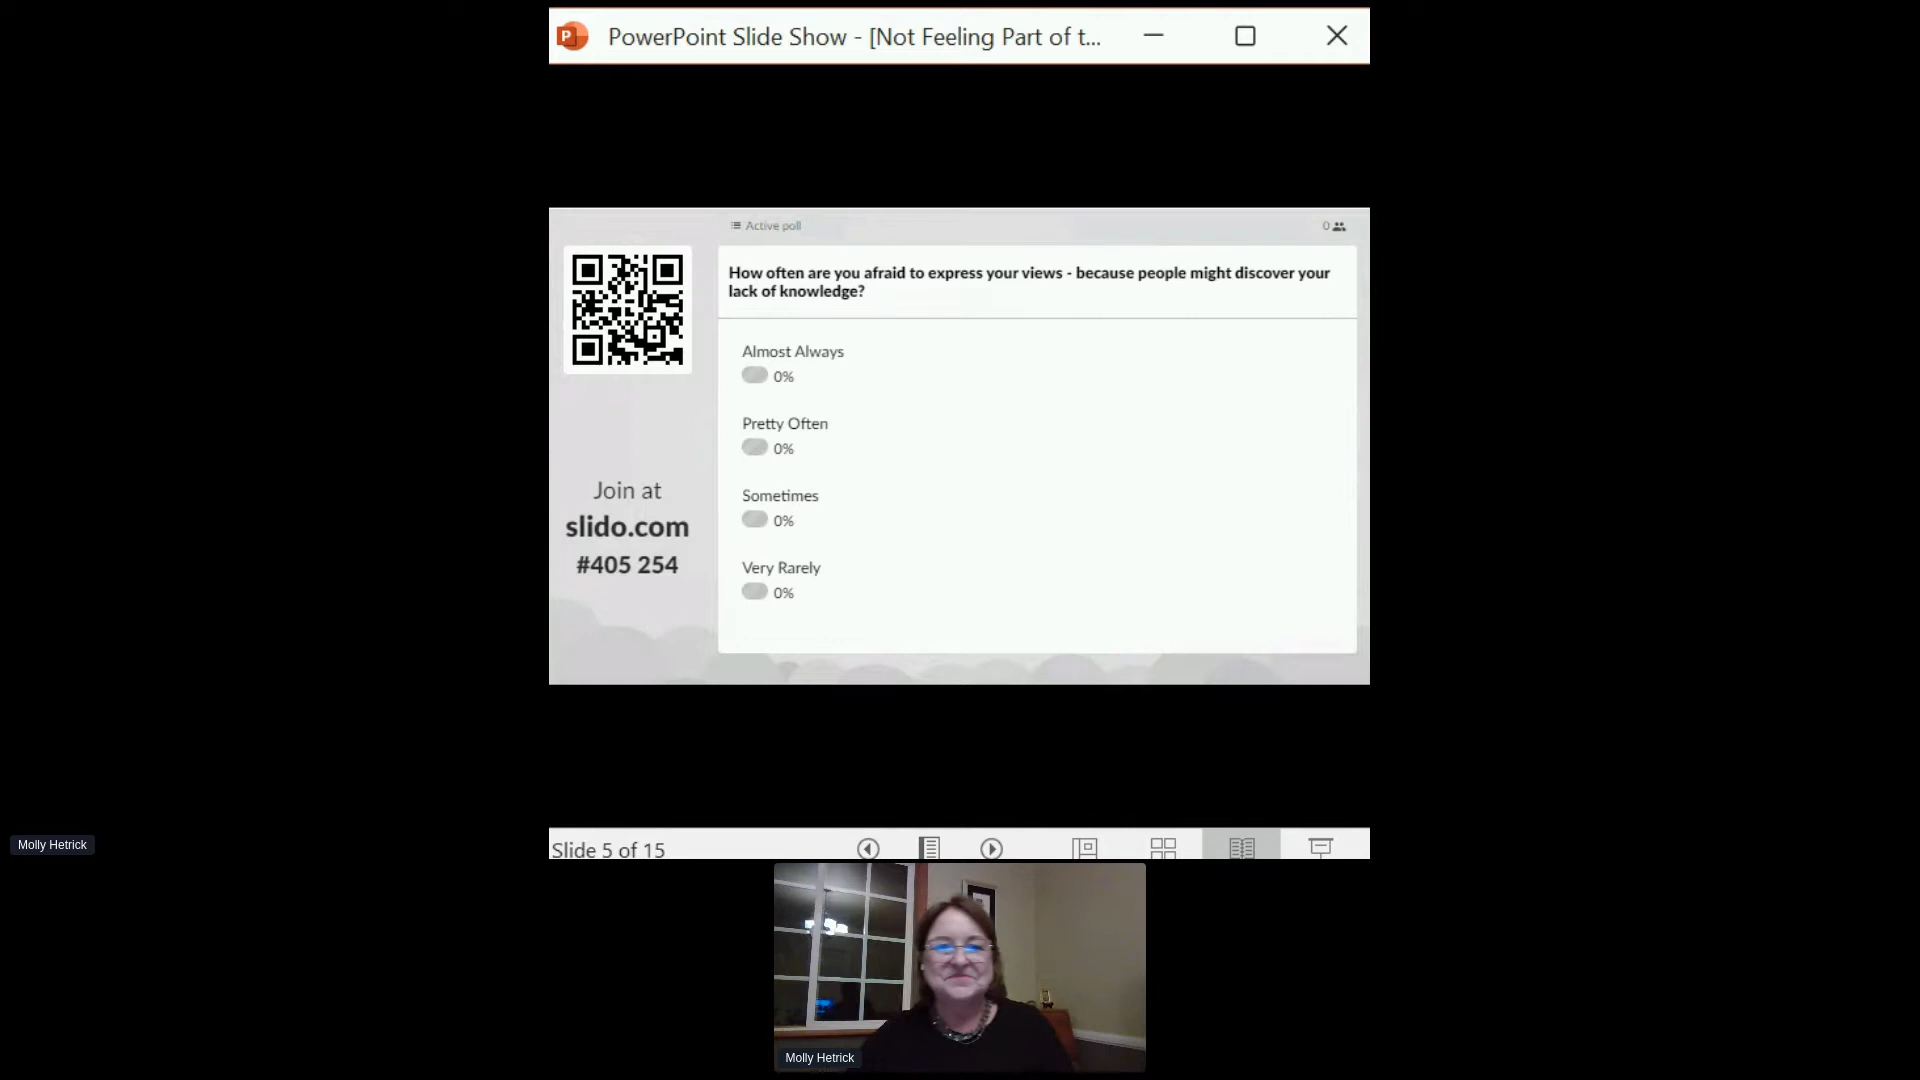 PowerPoint Slide Show - [Not Feeling Part of t...
Active poll
0
How often are you afraid to express your views - because people might discover your
lack of knowledge?
Almost Always
0%
Pretty Often
0%
Sometimes
0%
Very Rarely
0%
Join at
slido.com
#405 254
Slide 5 of 15
Molly Hetrick
Molly Hetrick